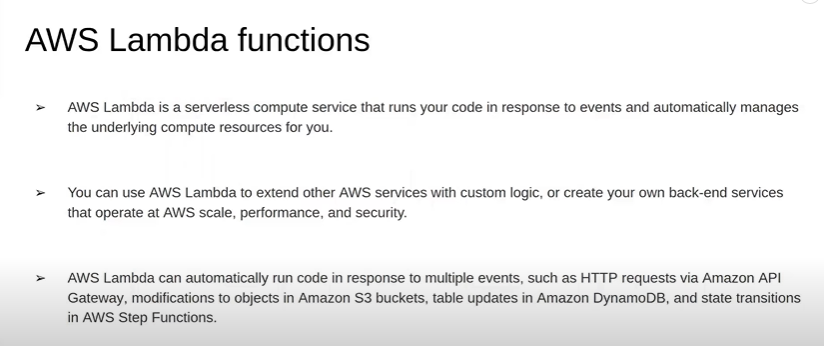 AWS Lambda functions
➢ AWS Lambda is a serverless compute service that runs your code in response to events and automatically manages
the underlying compute resources for you.
➢ You can use AWS Lambda to extend other AWS services with custom logic, or create your own back-end services
that operate at AWS scale, performance, and security.
➢ AWS Lambda can automatically run code in response to multiple events, such as HTTP requests via Amazon API
Gateway, modifications to objects in Amazon S3 buckets, table updates in Amazon DynamoDB, and state transitions
in AWS Step Functions.